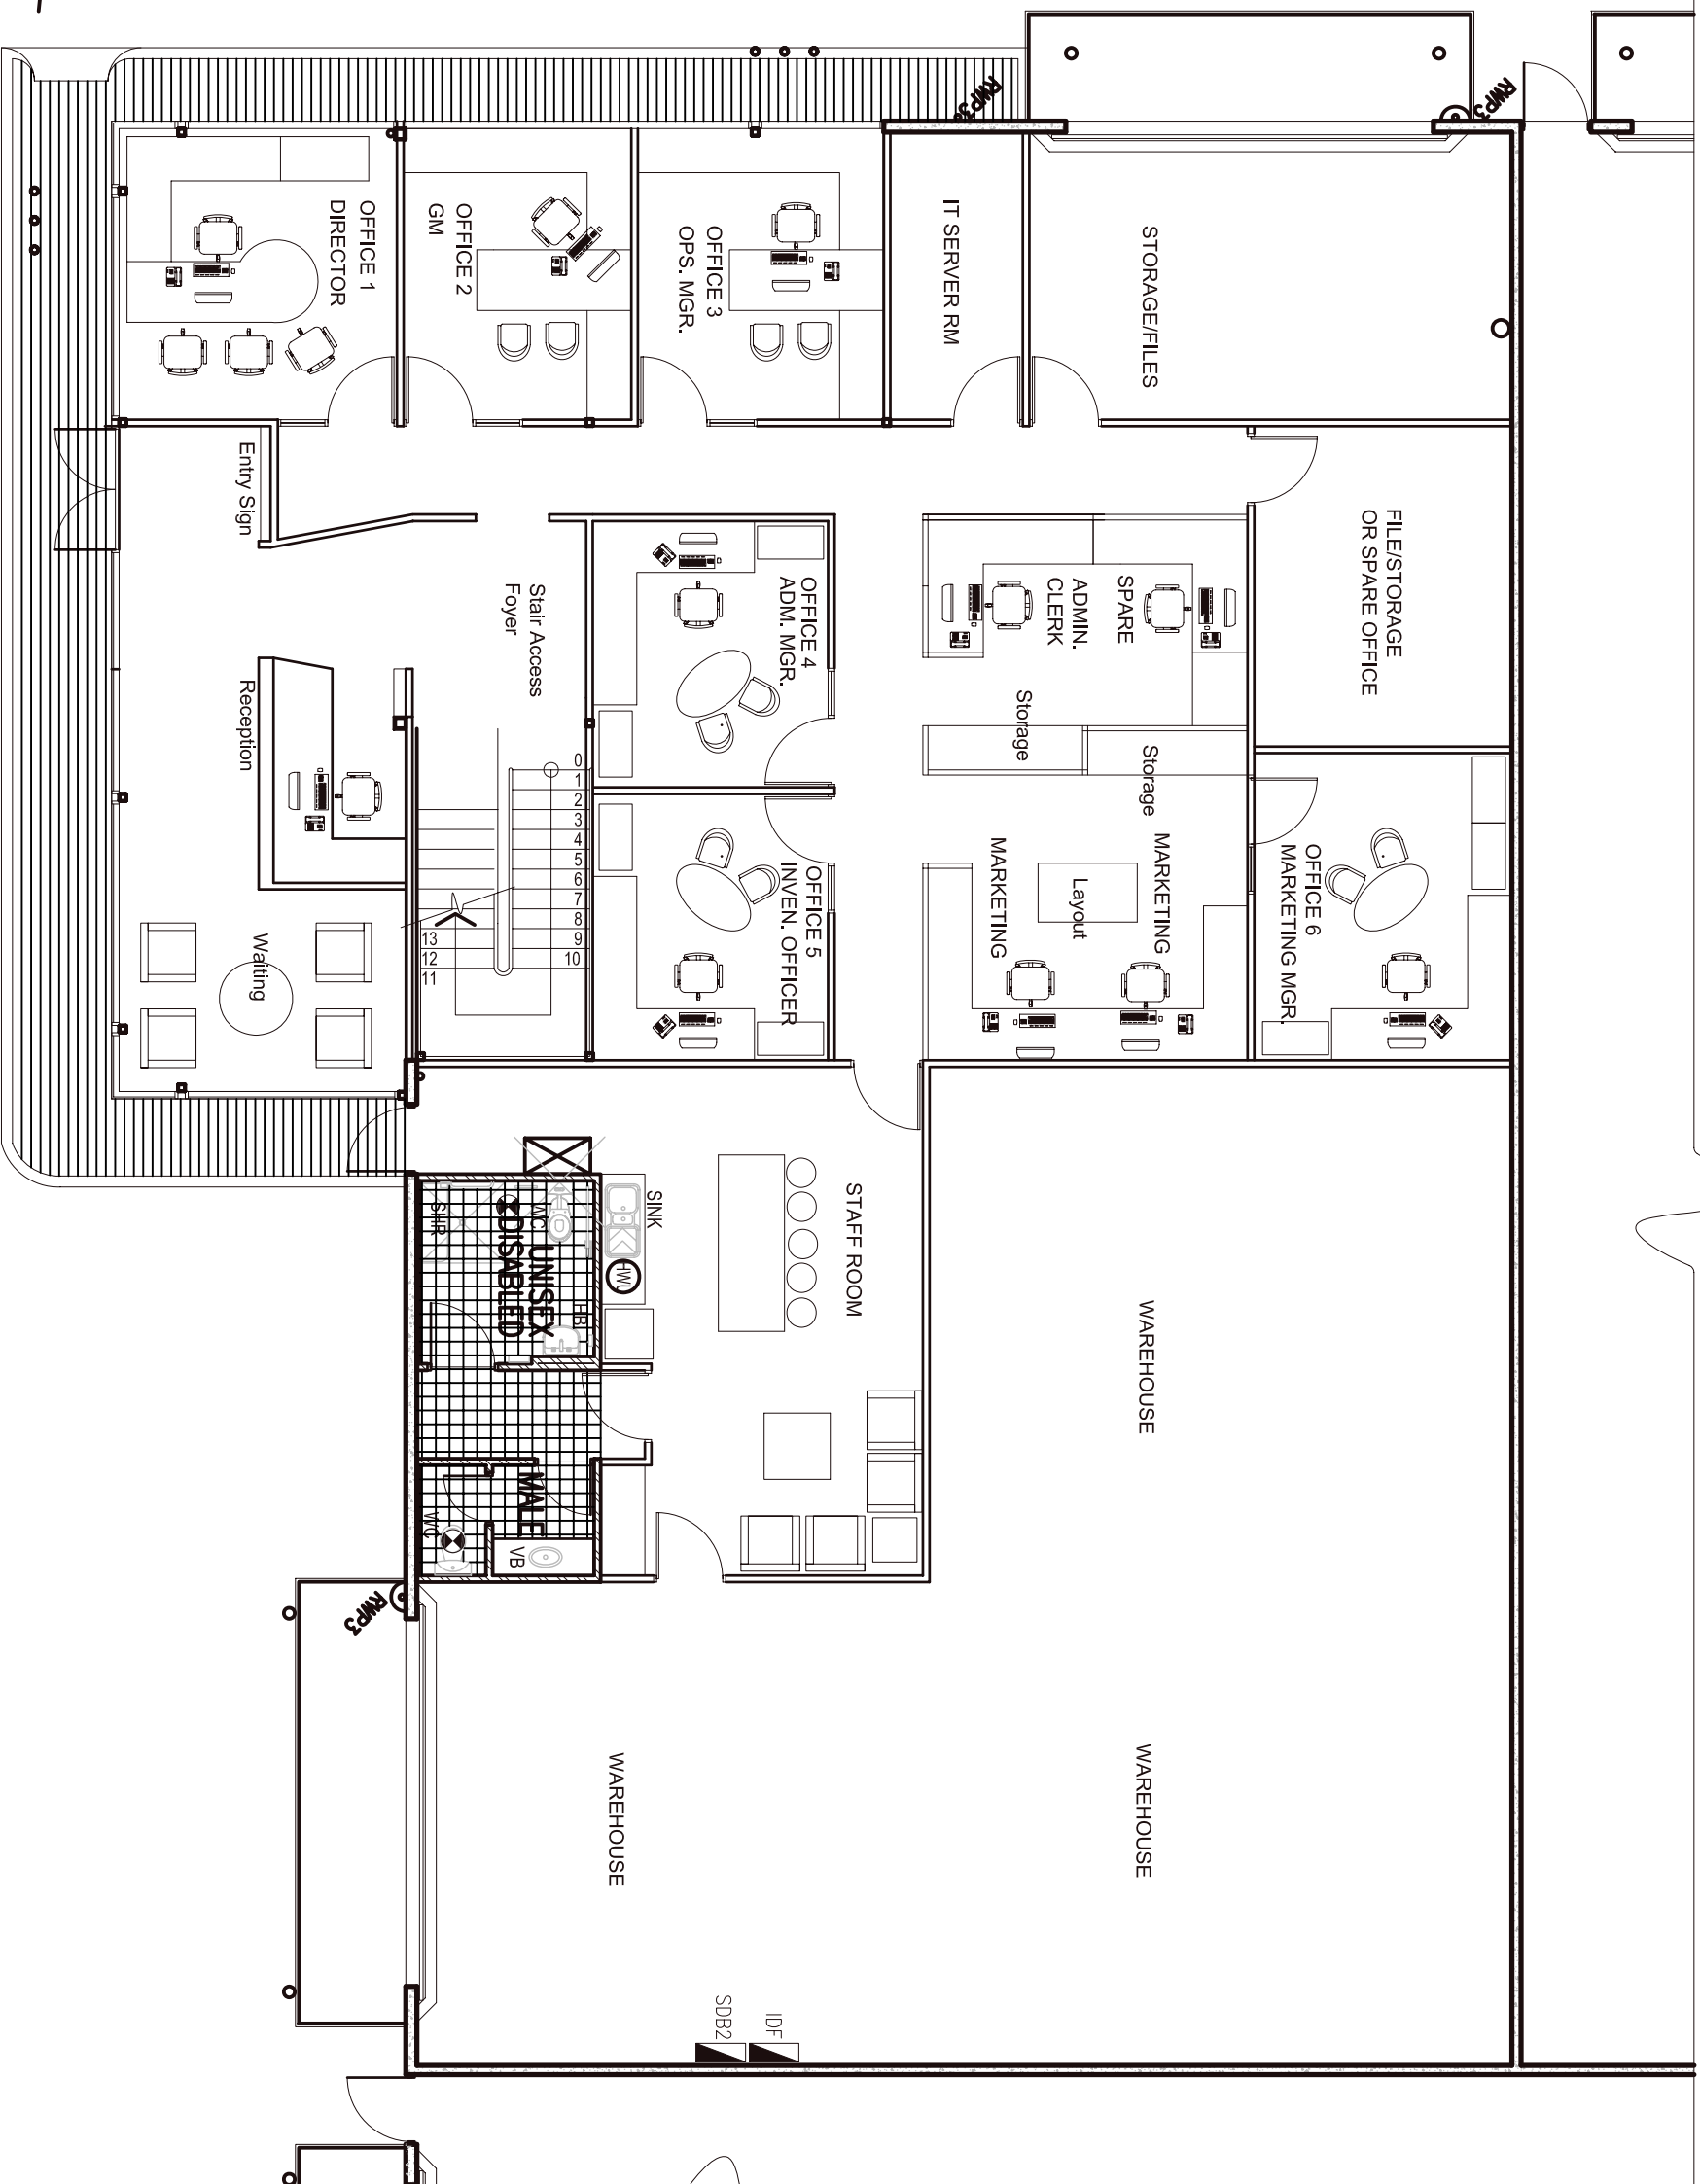 RWP3
RWP3
OFFICE 1
DIRECTOR
OFFICE 2
GM
OFFICE 3
OPS. MGR.
IT SERVER RM
STORAGE/FILES
Entry Sign
Stair Access
Foyer
OFFICE 4
ADM. MGR.
SPARE
ADMIN.
CLERK
FILE/STORAGE
OR SPARE OFFICE
Reception
Storage
Storage
0
1
2
3
4
5
6
7
8
9
10
11
12
13
OFFICE 5
INVEN. OFFICER
MARKETING
Layout
MARKETING
OFFICE 6
MARKETING MGR.
Waiting
SINK
STAFF ROOM
WC
SHR
UNISEX
DISABLED
HWU
HB
WAREHOUSE
MALE
WC
VB
RWP3
WAREHOUSE
WAREHOUSE
IDF
SDB2